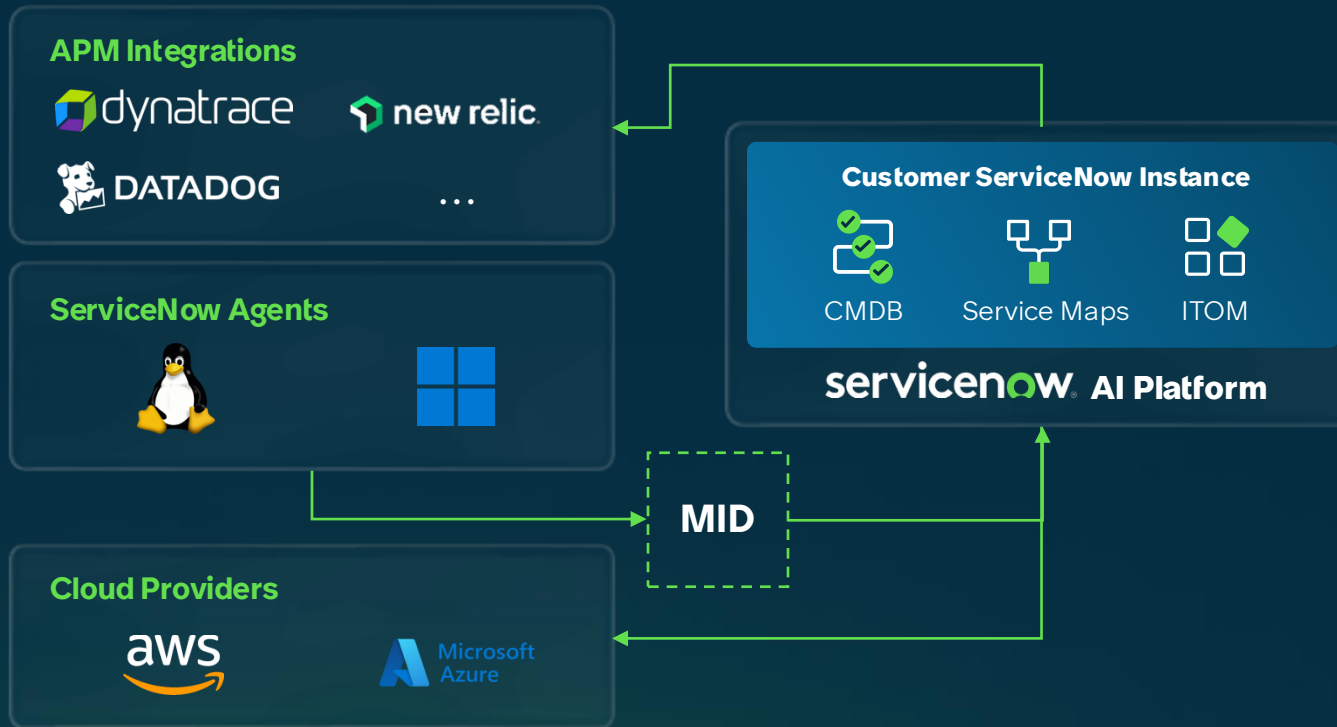 APM Integrations
dynatrace
new relic.
DATADOG
...
ServiceNow Agents
Cloud Providers
aws
Microsoft
Azure
MID
Customer ServiceNow Instance
CMDB
Service Maps
ITOM
servicenow® AI Platform